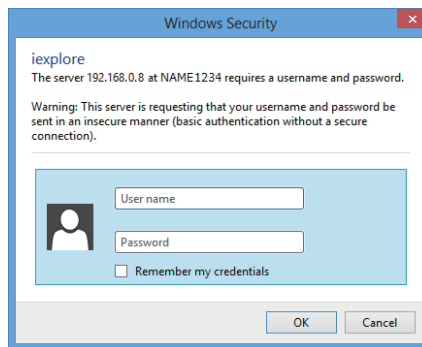 Windows Security
iexplore
The server 192.168.0.8 at NAME1234 requires a username and password.
Warning: This server is requesting that your username and password be
sent in an insecure manner (basic authentication without a secure
connection).
User name
Password
Remember my credentials
OK
Cancel